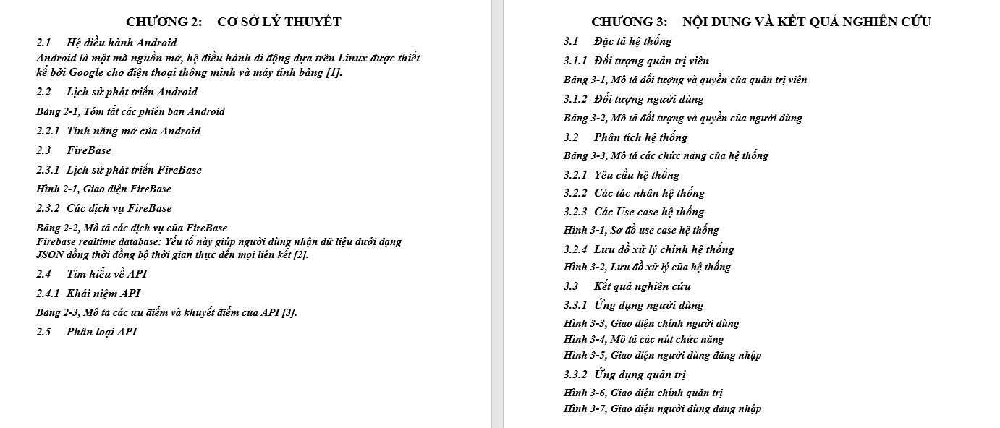 CHƯƠNG 2: CƠ SỞ LÝ THUYẾT
2.1 Hệ điều hành Android
Android là một mã nguồn mở, hệ điều hành di động dựa trên Linux được thiết
kế bởi Google cho điện thoại thông minh và máy tính bảng [1].
2.2 Lịch sử phát triển Android
Bảng 2-1, Tóm tắt các phiên bản Android
2.2.1 Tính năng mở của Android
2.3 FireBase
2.3.1 Lịch sử phát triển FireBase
Hình 2-1, Giao diện FireBase
2.3.2 Các dịch vụ FireBase
Bảng 2-2, Mô tả các dịch vụ của FireBase
Firebase realtime database: Yếu tố này giúp người dùng nhận dữ liệu dưới dạng
JSON đồng thời đồng bộ thời gian thực đến mọi liên kết [2].
2.4 Tìm hiểu về API
2.4.1 Khái niệm API
Bảng 2-3, Mô tả các ưu điểm và khuyết điểm của API [3].
2.5 Phân loại API
CHƯƠNG 3: NỘI DUNG VÀ KẾT QUẢ NGHIÊN CỨU
3.1 Đặc tả hệ thống
3.1.1 Đối tượng quản trị viên
Bảng 3-1, Mô tả đối tượng và quyền của quản trị viên
3.1.2 Đối tượng người dùng
Bảng 3-2, Mô tả đối tượng và quyền của người dùng
3.2 Phân tích hệ thống
Bảng 3-3, Mô tả các chức năng của hệ thống
3.2.1 Yêu cầu hệ thống
3.2.2 Các tác nhân hệ thống
3.2.3 Các Use case hệ thống
Hình 3-1, Sơ đồ use case hệ thống
3.2.4 Lưu đồ xử lý chính hệ thống
Hình 3-2, Lưu đồ xử lý của hệ thống
3.3 Kết quả nghiên cứu
3.3.1 Ứng dụng người dùng
Hình 3-3, Giao diện chính người dùng
Hình 3-4, Mô tả các nút chức năng
Hình 3-5, Giao diện người dùng đăng nhập
3.3.2 Ứng dụng quản trị
Hình 3-6, Giao diện chính quản trị
Hình 3-7, Giao diện người dùng đăng nhập